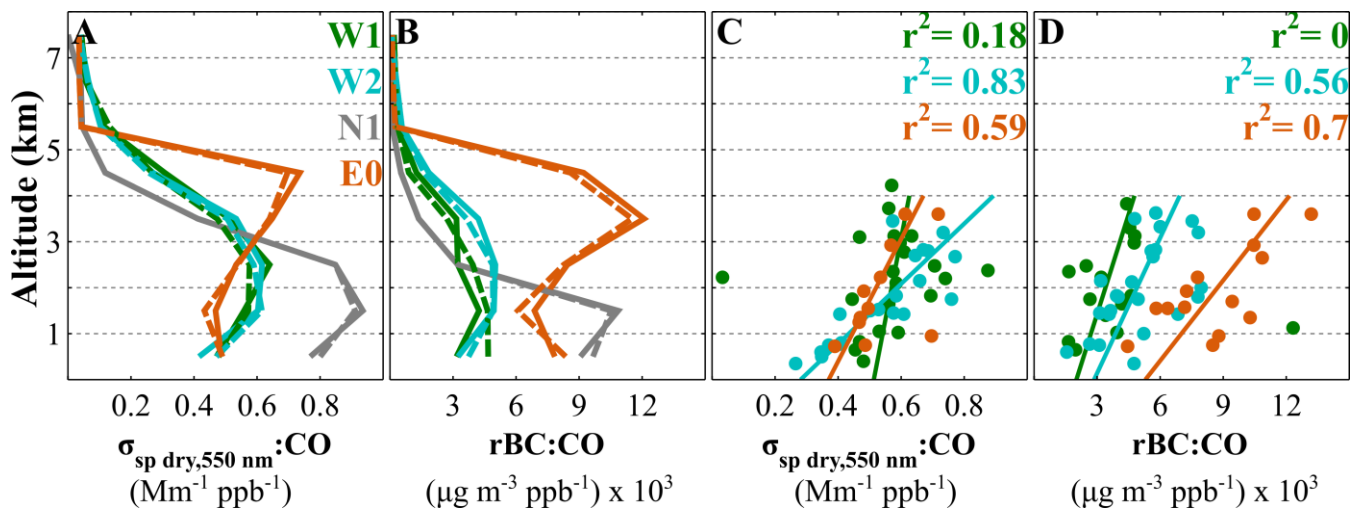 A
B
C
D
W1
W2
N1
E0
r² = 0.18
r² = 0.83
r² = 0.59
r² = 0
r² = 0.56
r² = 0.7
Altitude (km)
7
5
3
1
0.2 0.4 0.6 0.8
3 6 9 12
0.2 0.4 0.6 0.8
3 6 9 12
σsp dry,550 nm:CO
(Mm⁻¹ ppb⁻¹)
rBC:CO
(μg m⁻³ ppb⁻¹) x 10³
σsp dry,550 nm:CO
(Mm⁻¹ ppb⁻¹)
rBC:CO
(μg m⁻³ ppb⁻¹) x 10³